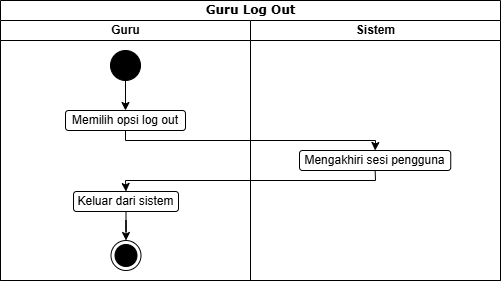 Guru Log Out
Guru
Sistem
Memilih opsi log out
Mengakhiri sesi pengguna
Keluar dari sistem